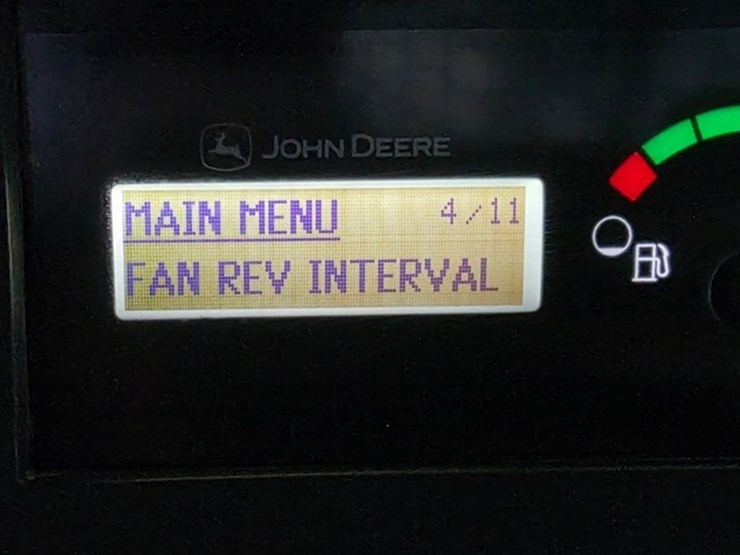 JOHN DEERE
MAIN MENU 4/11
FAN REV INTERVAL